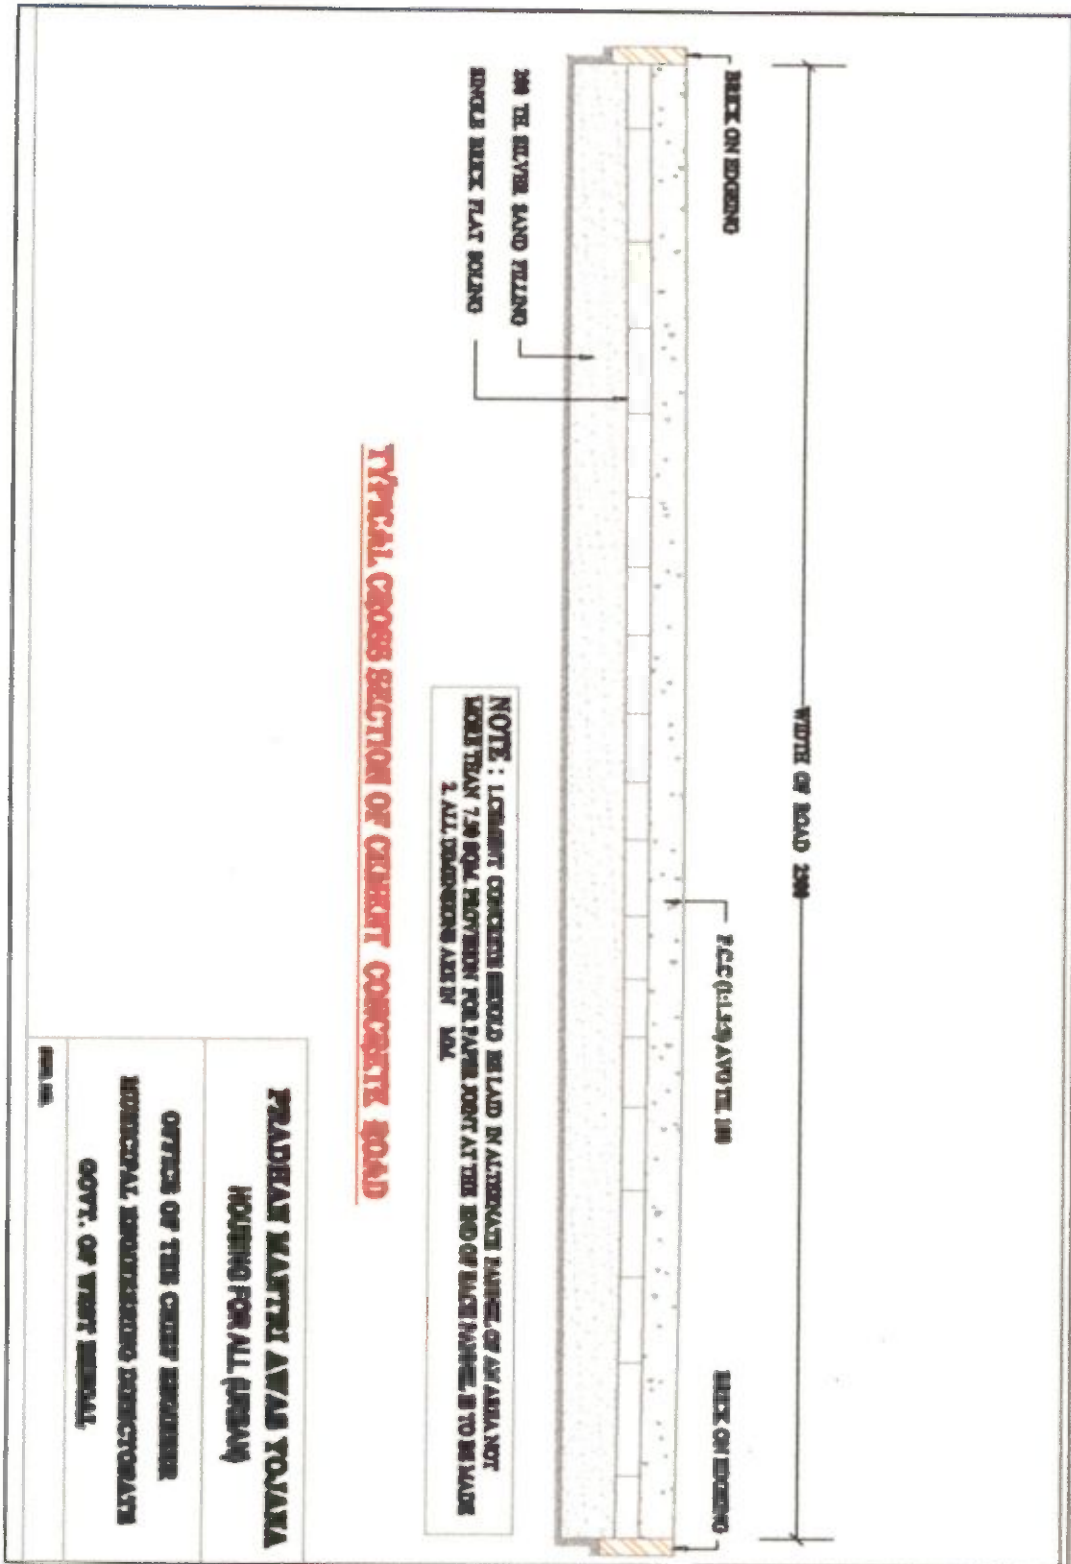 WIDTH OF ROAD 2500
BRICK ON EDGEING
P.C.C (1:1.5:3) AVG TH. 100
BRICK ON EDGEING
SILVER SAND FILLING
SINGLE BRICK FLAT SOLING
NOTE : 1.CEMENT CONCRETE SHOULD BE LAID IN ALTERNATE PANNEL OF AN AREA NOT
MORE THAN 7.50 SQM. PROVISION FOR PAPER JOINT AT THE END OF EACH PANNEL IS TO BE MADE
2. ALL DIMENSIONS ARE IN MM.
TYPICAL CROSS SECTION OF CEMENT CONCRETE ROAD
PRADHAN MANTRI AWAS YOJANA
HOUSING FOR ALL (URBAN)
OFFICE OF THE CHIEF ENGINEER
MUNICIPAL ENGINEERING DIRECTORATE
GOVT. OF WEST BENGAL